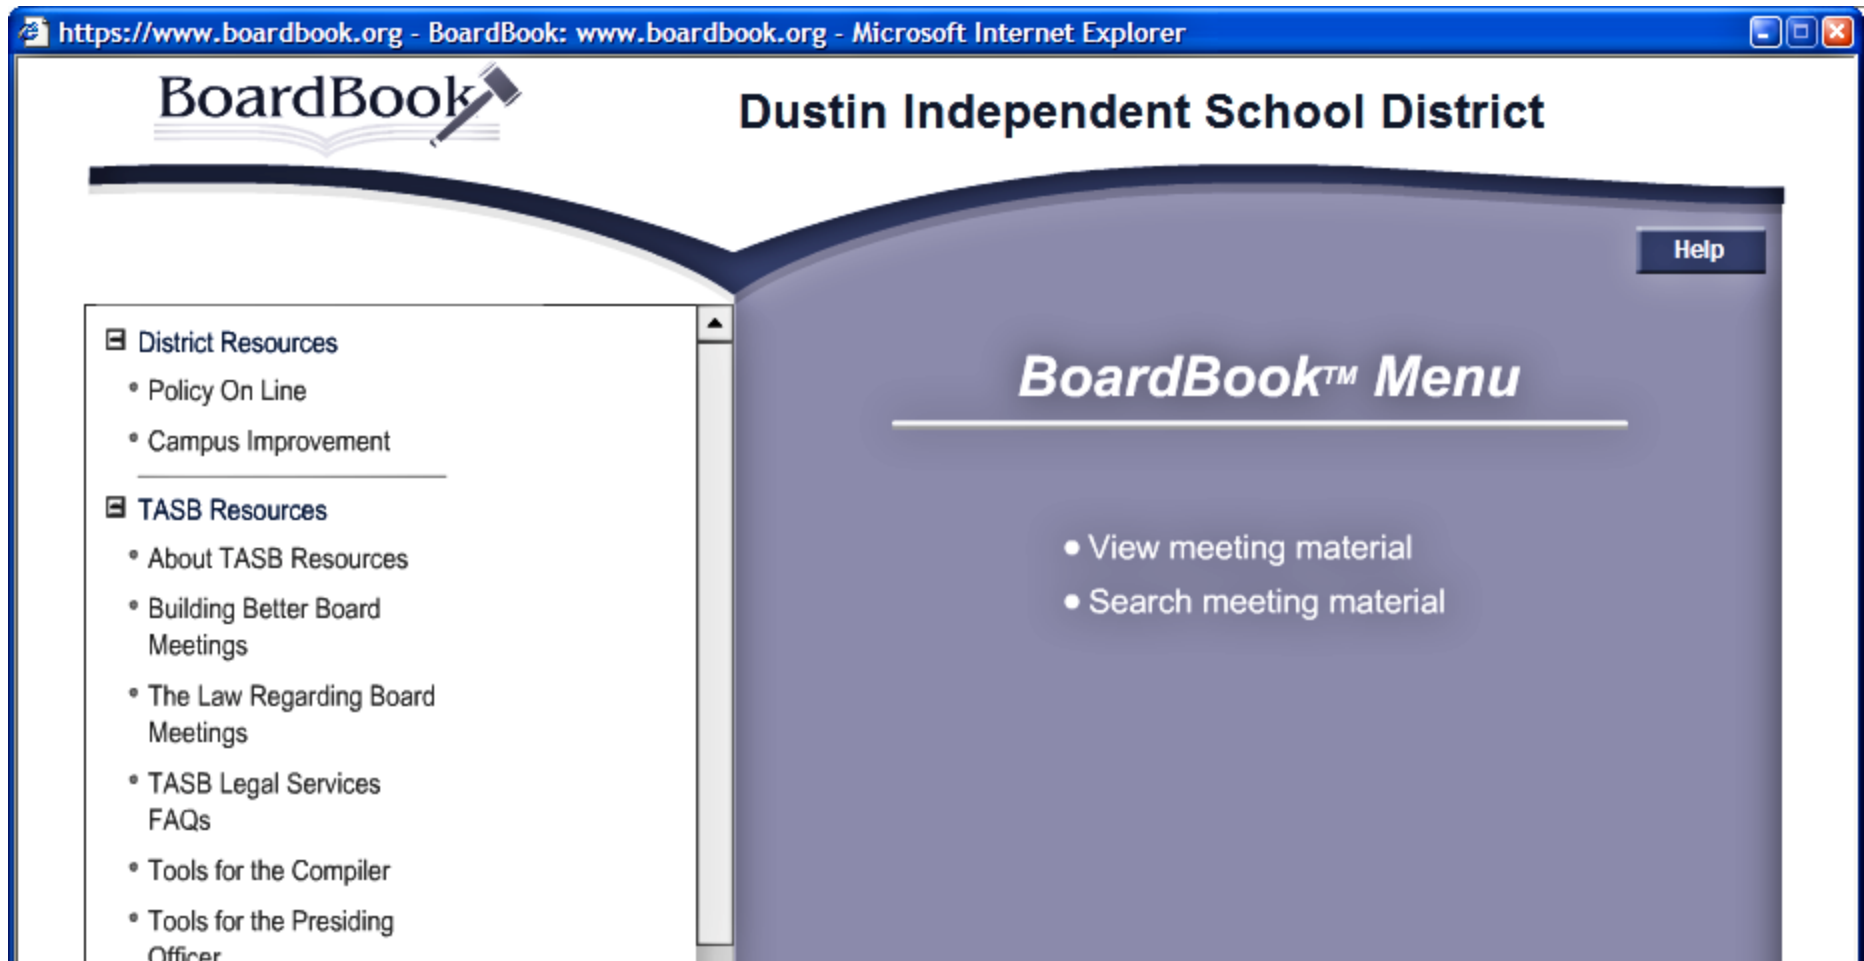 https://www.boardbook.org - BoardBook: www.boardbook.org - Microsoft Internet Explorer
BoardBook
Dustin Independent School District
Help
District Resources
Policy On Line
Campus Improvement
TASB Resources
About TASB Resources
Building Better Board
Meetings
The Law Regarding Board
Meetings
TASB Legal Services
FAQs
Tools for the Compiler
Tools for the Presiding
Officer
BoardBook™ Menu
• View meeting material
• Search meeting material